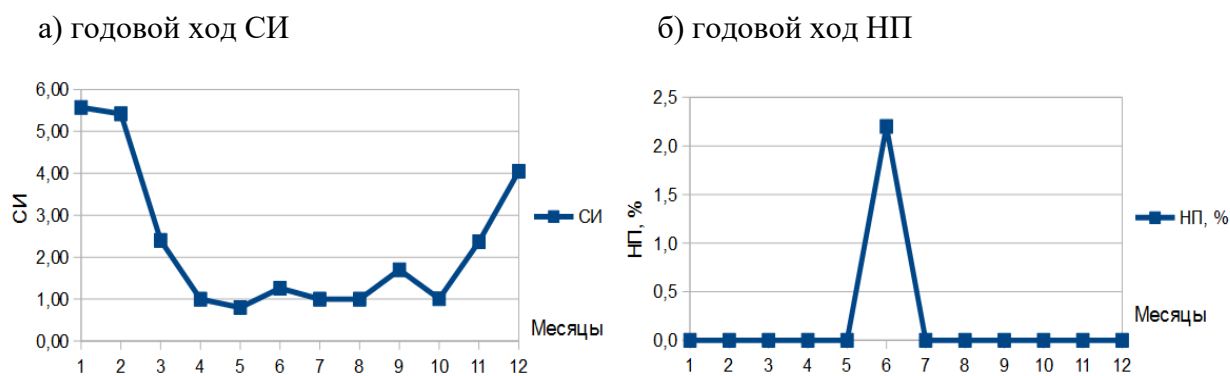 а) годовой ход СИ
6,00
5,00
4,00
3,00
2,00
1,00
0,00
СИ
1 2 3 4 5 6 7 8 9 10 11 12
Месяцы
СИ
б) годовой ход НП
2,5
2,0
1,5
1,0
0,5
0,0
НП, %
1 2 3 4 5 6 7 8 9 10 11 12
Месяцы
НП, %